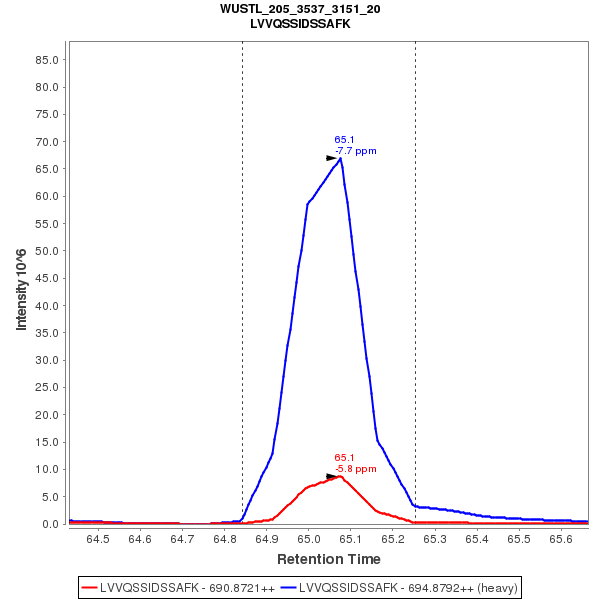 WUSTL_205_3537_3151_20
LVVQSSIDSSAFK
85.0
80.0
75.0
70.0
65.0
60.0
55.0
50.0
45.0
40.0
35.0
30.0
25.0
20.0
15.0
10.0
5.0
0.0
Intensity 10^6
65.1
-7.7 ppm
65.1
-5.8 ppm
64.5 64.6 64.7 64.8 64.9 65.0 65.1 65.2 65.3 65.4 65.5 65.6
Retention Time
LVVQSSIDSSAFK - 690.8721++ LVVQSSIDSSAFK - 694.8792++ (heavy)